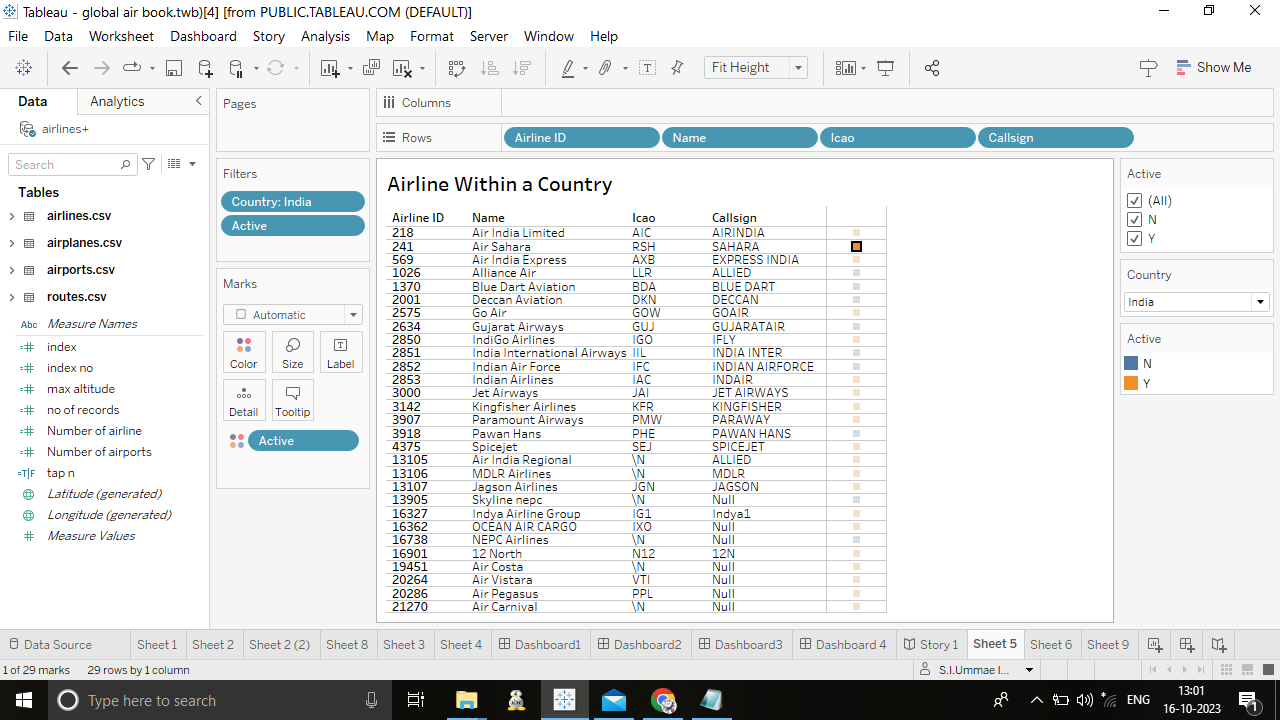 Tableau - global air book.twb)[4] [from PUBLIC.TABLEAU.COM (DEFAULT)]
File Data Worksheet Dashboard Story Analysis Map Format Server Window Help
Fit Height Show Me
Data Analytics
airlines+
Search
Tables
airlines.csv
airplanes.csv
airports.csv
routes.csv
Abc Measure Names
index
index no
max altitude
no of records
Number of airline
Number of airports
T|F tap n
Latitude (generated)
Longitude (generated)
Measure Values
Pages
Filters
Country: India
Active
Marks
Automatic
Color Size Label
Detail Tooltip
Active
Columns
Rows Airline ID Name Icao Callsign
Airline Within a Country
Airline ID Name Icao Callsign
218 Air India Limited AIC AIRINDIA
241 Air Sahara RSH SAHARA
569 Air India Express AXB EXPRESS INDIA
1026 Alliance Air LLR ALLIED
1370 Blue Dart Aviation BDA BLUE DART
2001 Deccan Aviation DKN DECCAN
2575 Go Air GOW GOAIR
2634 Gujarat Airways GUJ GUJARATAIR
2850 IndiGo Airlines IGO IFLY
2851 India International Airways IIL INDIA INTER
2852 Indian Air Force IFC INDIAN AIRFORCE
2853 Indian Airlines IAC INDAIR
3000 Jet Airways JAI JET AIRWAYS
3142 Kingfisher Airlines KFR KINGFISHER
3907 Paramount Airways PMW PARAWAY
3918 Pawan Hans PHE PAWAN HANS
4375 Spicejet SEJ SPICEJET
13105 Air India Regional \N ALLIED
13106 MDLR Airlines \N MDLR
13107 Jagson Airlines JGN JAGSON
13905 Skyline nepc \N Null
16327 Indya Airline Group IG1 Indya1
16362 OCEAN AIR CARGO IXO Null
16738 NEPC Airlines \N Null
16901 12 North N12 12N
19451 Air Costa \N Null
20264 Air Vistara VTI Null
20286 Air Pegasus PPL Null
21270 Air Carnival \N Null
Active
(All)
N
Y
Country
India
Active
N
Y
Data Source Sheet 1 Sheet 2 Sheet 2 (2) Sheet 8 Sheet 3 Sheet 4 Dashboard1 Dashboard2 Dashboard3 Dashboard 4 Story 1 Sheet 5 Sheet 6 Sheet 9
1 of 29 marks 29 rows by 1 column S.I.Ummae I...
Type here to search ENG 13:01
16-10-2023 1